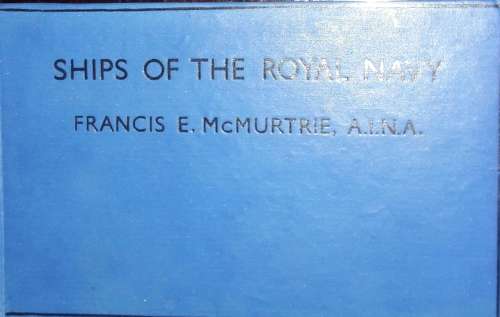 SHIPS OF THE ROYAL NAVY
FRANCIS E. McMURTRIE, A.I.N.A.